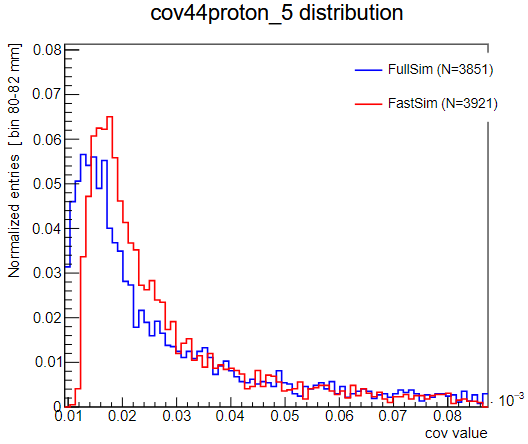 cov44proton_5 distribution
Normalized entries [ bin 80-82 mm]
0.08
0.07
0.06
0.05
0.04
0.03
0.02
0.01
0
FullSim (N=3851)
FastSim (N=3921)
0.01 0.02 0.03 0.04 0.05 0.06 0.07 0.08
·10⁻³
cov value